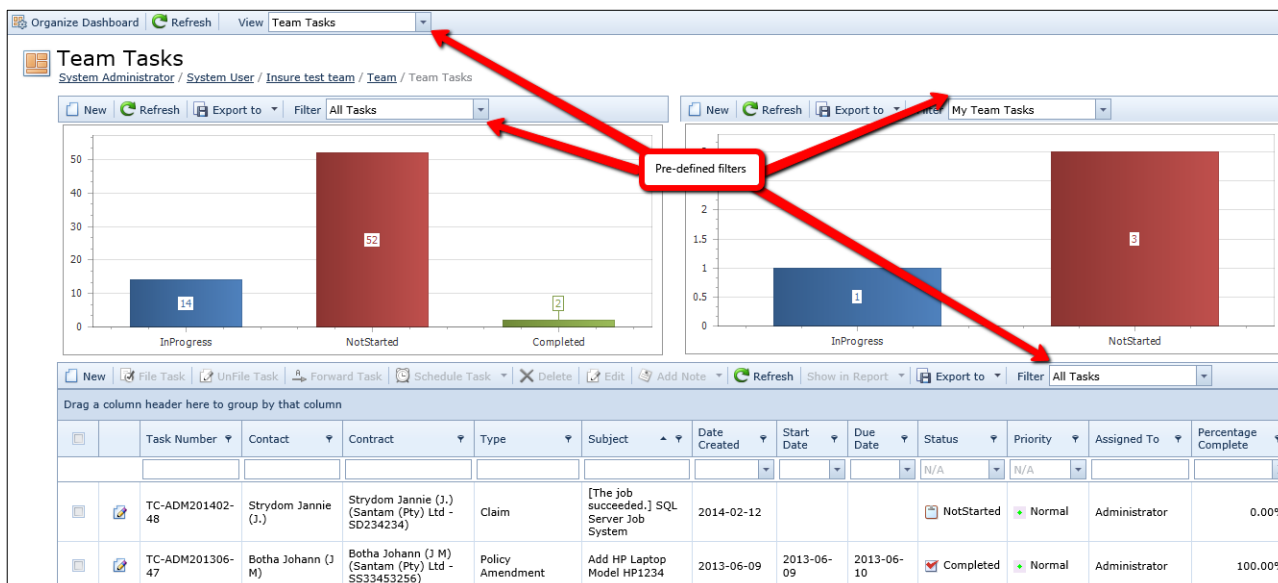 Organize Dashboard Refresh View Team Tasks
Team Tasks
System Administrator / System User / Insure test team / Team / Team Tasks
New Refresh Export to Filter All Tasks
50
40
30
20
10
0
14
52
2
InProgress NotStarted Completed
New Refresh Export to Filter My Team Tasks
2
1.5
1
0.5
0
1
3
InProgress NotStarted
Pre-defined filters
New File Task UnFile Task Forward Task Schedule Task Delete Edit Add Note Refresh Show in Report Export to Filter All Tasks
Drag a column header here to group by that column
Task Number Contact Contract Type Subject Date Created Start Date Due Date Status Priority Assigned To Percentage Complete
N/A N/A
TC-ADM201402-
48
Strydom Jannie
(J.)
Strydom Jannie (J.)
(Santam (Pty) Ltd -
SD234234)
Claim
[The job
succeeded.] SQL
Server Job
System
2014-02-12
NotStarted
Normal
Administrator
0.00%
TC-ADM201306-
47
Botha Johann (J
M)
Botha Johann (J M)
(Santam (Pty) Ltd -
SS33453256)
Policy
Amendment
Add HP Laptop
Model HP1234
2013-06-09
2013-06-
09
2013-06-
10
Completed
Normal
Administrator
100.00%